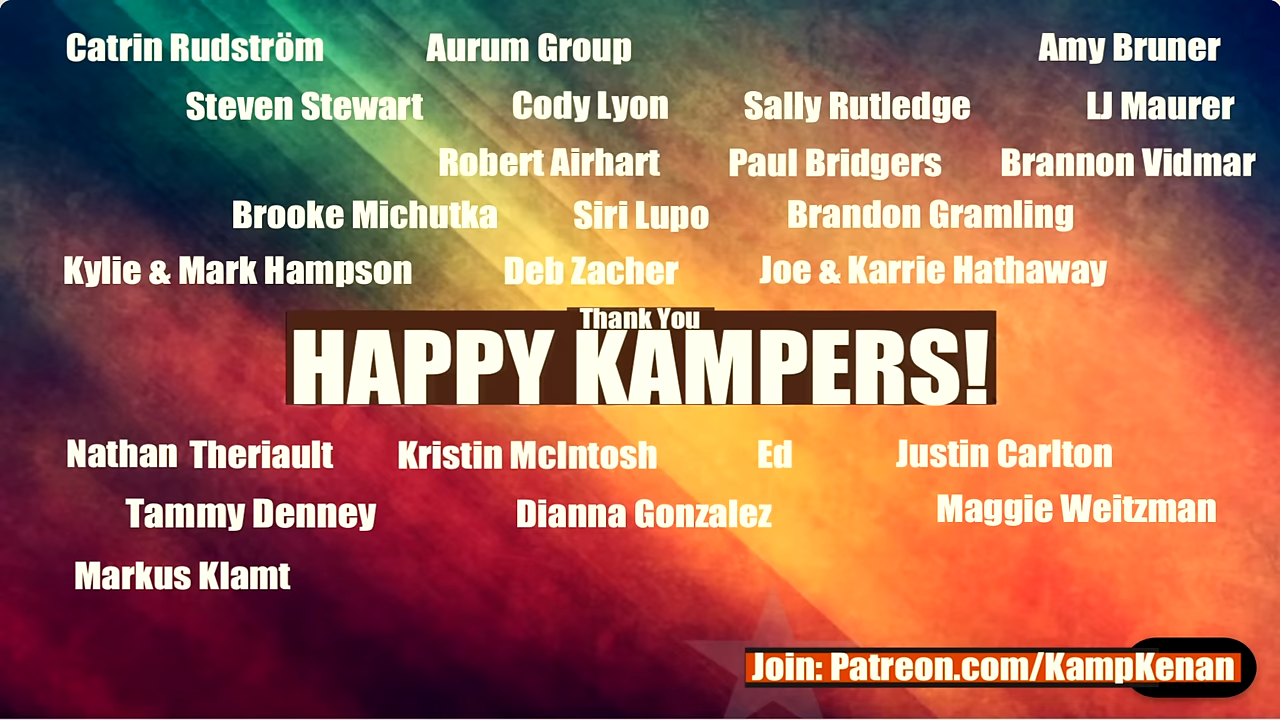 Catrin Rudström Aurum Group Amy Bruner
Steven Stewart Cody Lyon Sally Rutledge LJ Maurer
Robert Airhart Paul Bridgers Brannon Vidmar
Brooke Michutka Siri Lupo Brandon Gramling
Kylie & Mark Hampson Deb Zacher Joe & Karrie Hathaway
Thank You
HAPPY KAMPERS!
Nathan Theriault Kristin McIntosh Ed Justin Carlton
Tammy Denney Dianna Gonzalez Maggie Weitzman
Markus Klamt
Join: Patreon.com/KampKenan